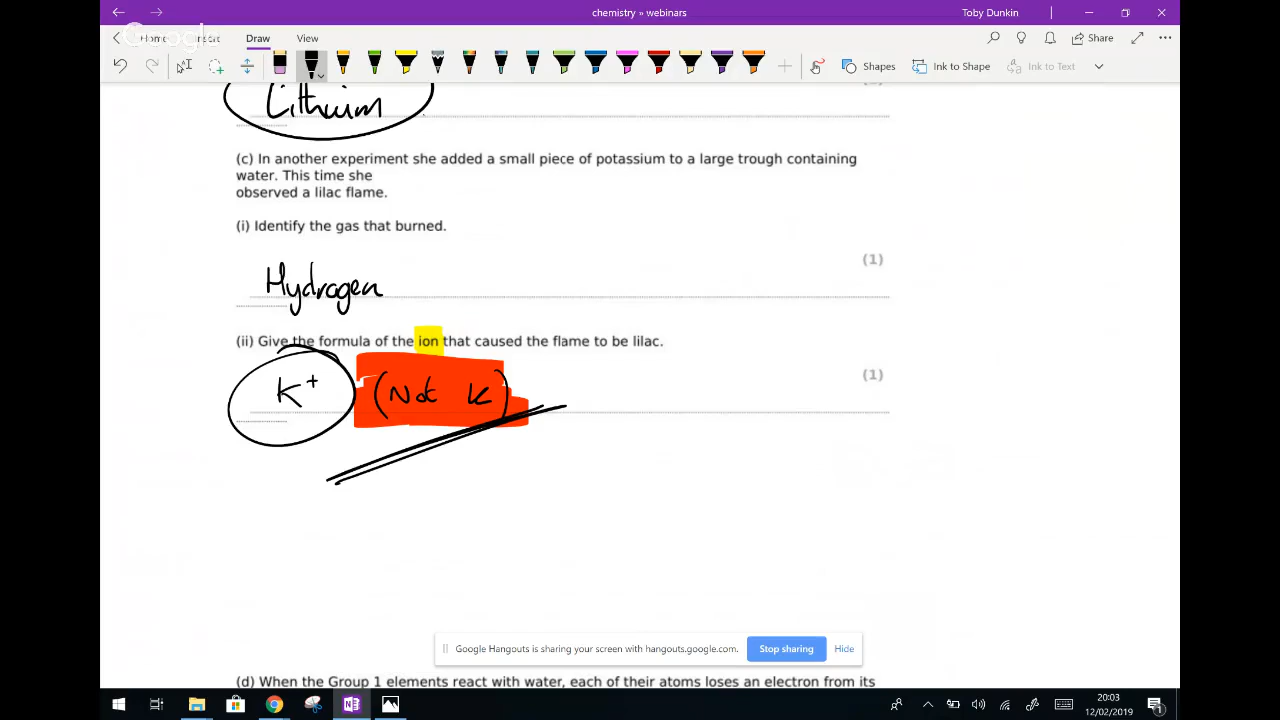 chemistry » webinars
Toby Dunkin
Google
Home Insert Draw View
Share
Shapes
Ink to Shape
Ink to Text
Lithium
(c) In another experiment she added a small piece of potassium to a large trough containing
water. This time she
observed a lilac flame.
(i) Identify the gas that burned.
(1)
Hydrogen
(ii) Give the formula of the ion that caused the flame to be lilac.
(1)
K+ (Not K)
Google Hangouts is sharing your screen with hangouts.google.com.
Stop sharing
Hide
(d) When the Group 1 elements react with water, each of their atoms loses an electron from its
20:03
12/02/2019